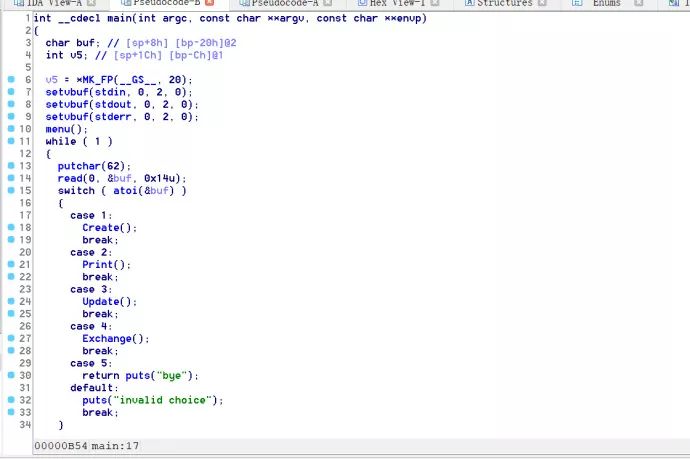 IDA View-A Pseudocode-B Pseudocode-A Hex View-1 Structures Enums
1 int __cdecl main(int argc, const char **argv, const char **envp)
2 {
3 char buf; // [sp+8h] [bp-20h]@2
4 int v5; // [sp+1Ch] [bp-Ch]@1
5
6 v5 = *MK_FP(__GS__, 20);
7 setvbuf(stdin, 0, 2, 0);
8 setvbuf(stdout, 0, 2, 0);
9 setvbuf(stderr, 0, 2, 0);
10 menu();
11 while ( 1 )
12 {
13 putchar(62);
14 read(0, &buf, 0x14u);
15 switch ( atoi(&buf) )
16 {
17 case 1:
18 Create();
19 break;
20 case 2:
21 Print();
22 break;
23 case 3:
24 Update();
25 break;
26 case 4:
27 Exchange();
28 break;
29 case 5:
30 return puts("bye");
31 default:
32 puts("invalid choice");
33 break;
34 }
00000B54 main:17